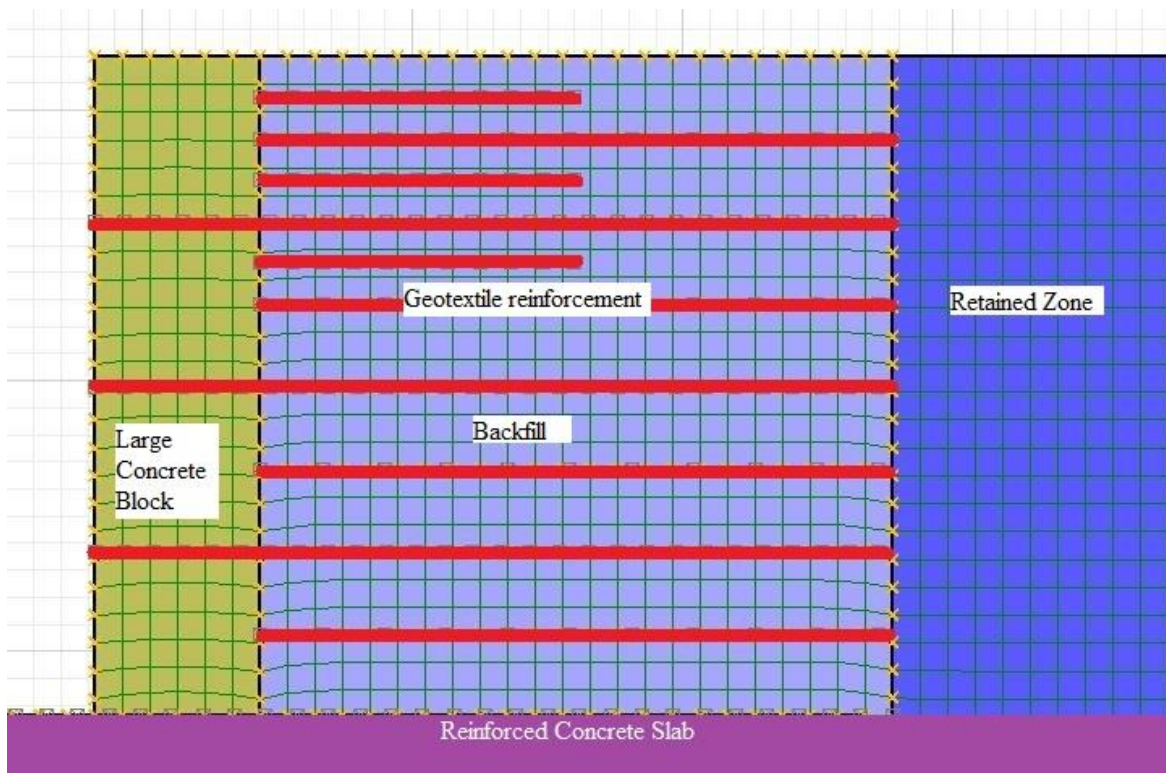 Geotextile reinforcement
Retained Zone
Backfill
Large
Concrete
Block
Reinforced Concrete Slab